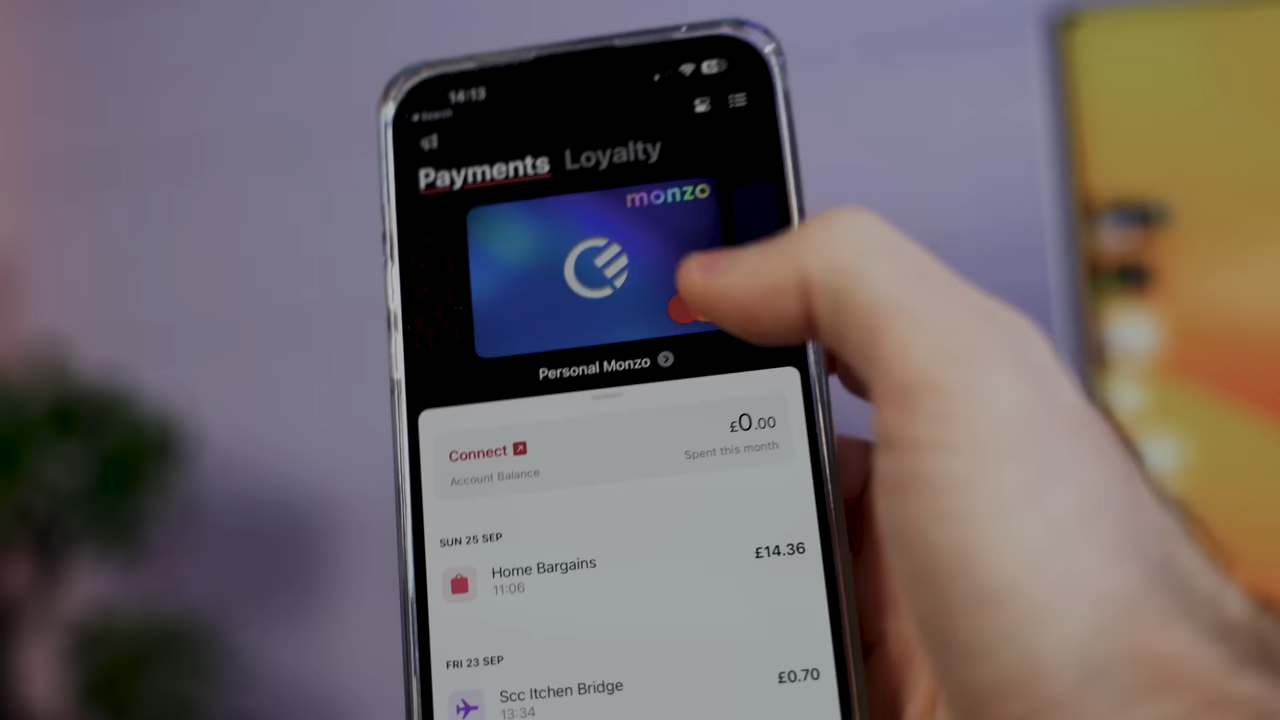 14:13
Search
Payments Loyalty
monzo
Personal Monzo
Connect
£0.00
Account Balance
Spent this month
SUN 25 SEP
Home Bargains
£14.36
11:06
FRI 23 SEP
Scc Itchen Bridge
£0.70
13:34